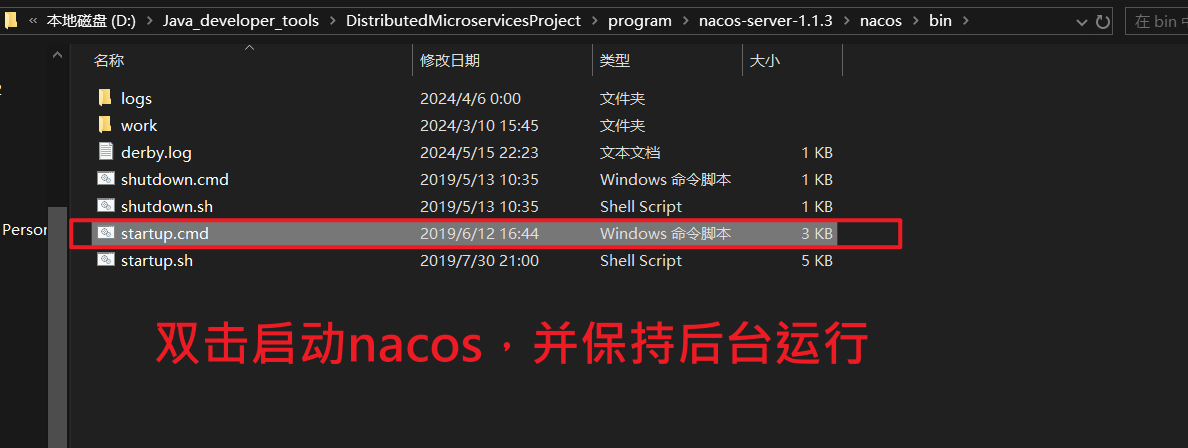 « 本地磁盘 (D:) > Java_developer_tools > DistributedMicroservicesProject > program > nacos-server-1.1.3 > nacos > bin >
名称 修改日期 类型 大小
logs 2024/4/6 0:00 文件夹
work 2024/3/10 15:45 文件夹
derby.log 2024/5/15 22:23 文本文档 1 KB
shutdown.cmd 2019/5/13 10:35 Windows 命令脚本 1 KB
shutdown.sh 2019/5/13 10:35 Shell Script 1 KB
Person
startup.cmd 2019/6/12 16:44 Windows 命令脚本 3 KB
startup.sh 2019/7/30 21:00 Shell Script 5 KB
双击启动nacos，并保持后台运行